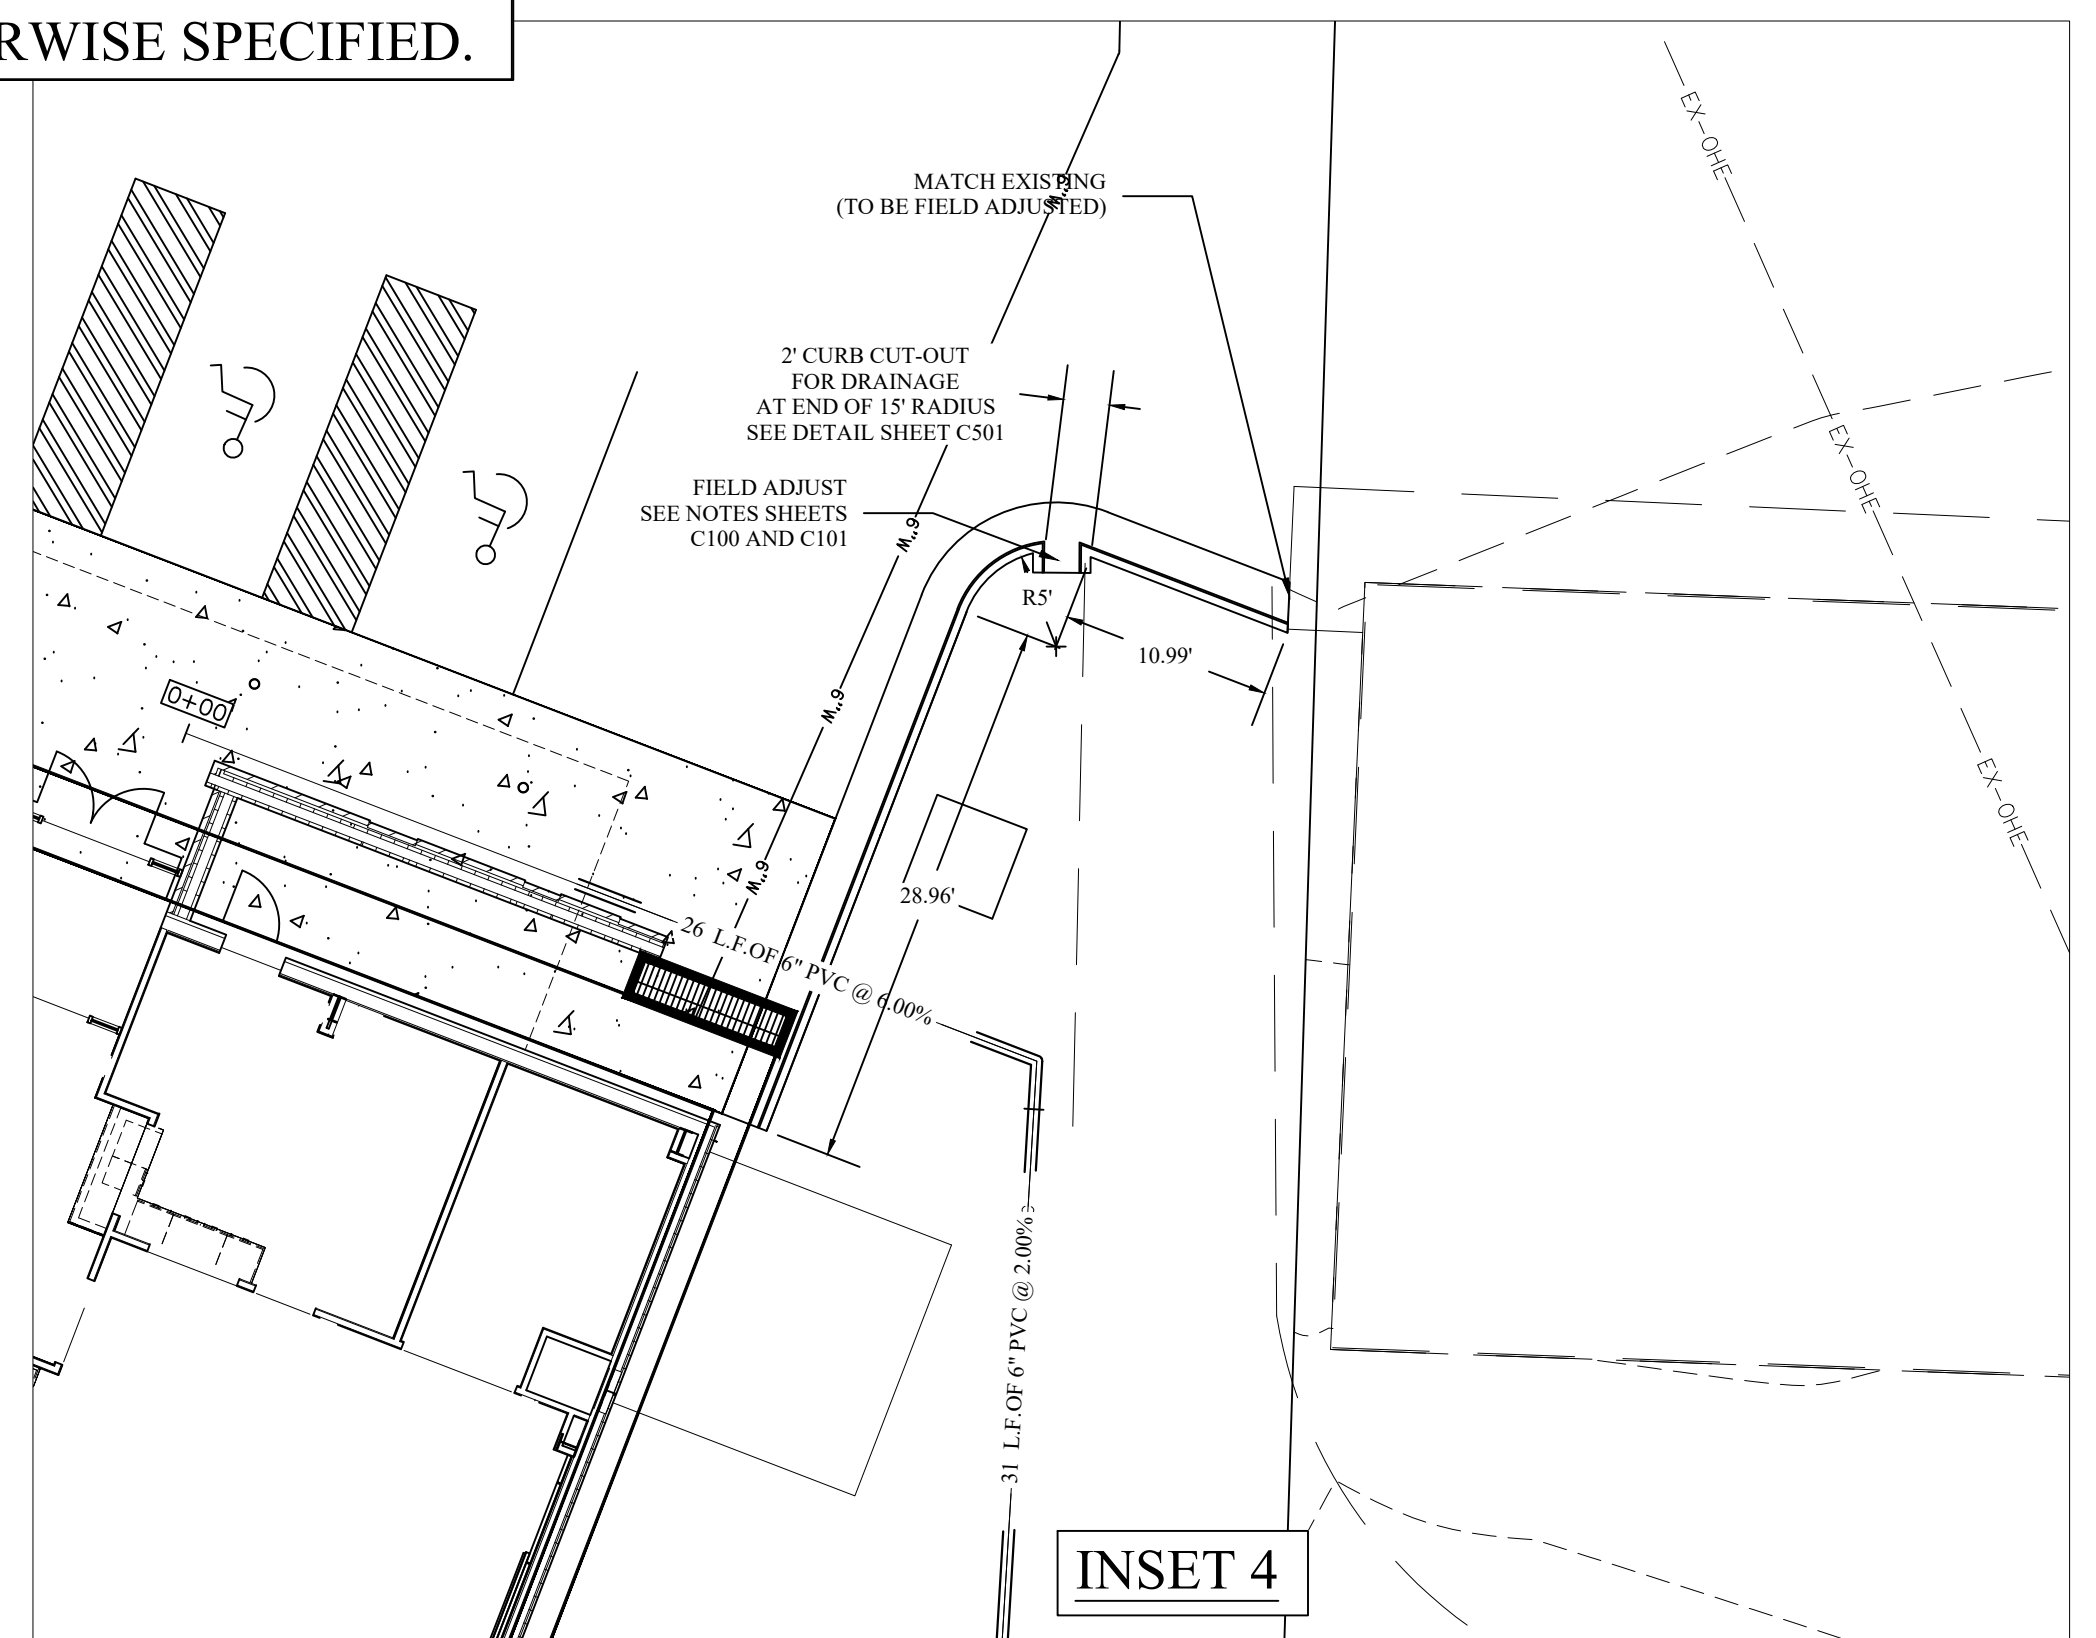 RWISE SPECIFIED.
EX-OHE
MATCH EXISTING
(TO BE FIELD ADJUSTED)
6"W
2' CURB CUT-OUT
FOR DRAINAGE
AT END OF 15' RADIUS
SEE DETAIL SHEET C501
EX-OHE
FIELD ADJUST
SEE NOTES SHEETS
C100 AND C101
6"W
R5'
10.99'
0+00
6"W
EX-OHE
6"W
28.96'
26 L.F.OF 6" PVC @ 6.00%
31 L.F.OF 6" PVC @ 2.00%
INSET 4